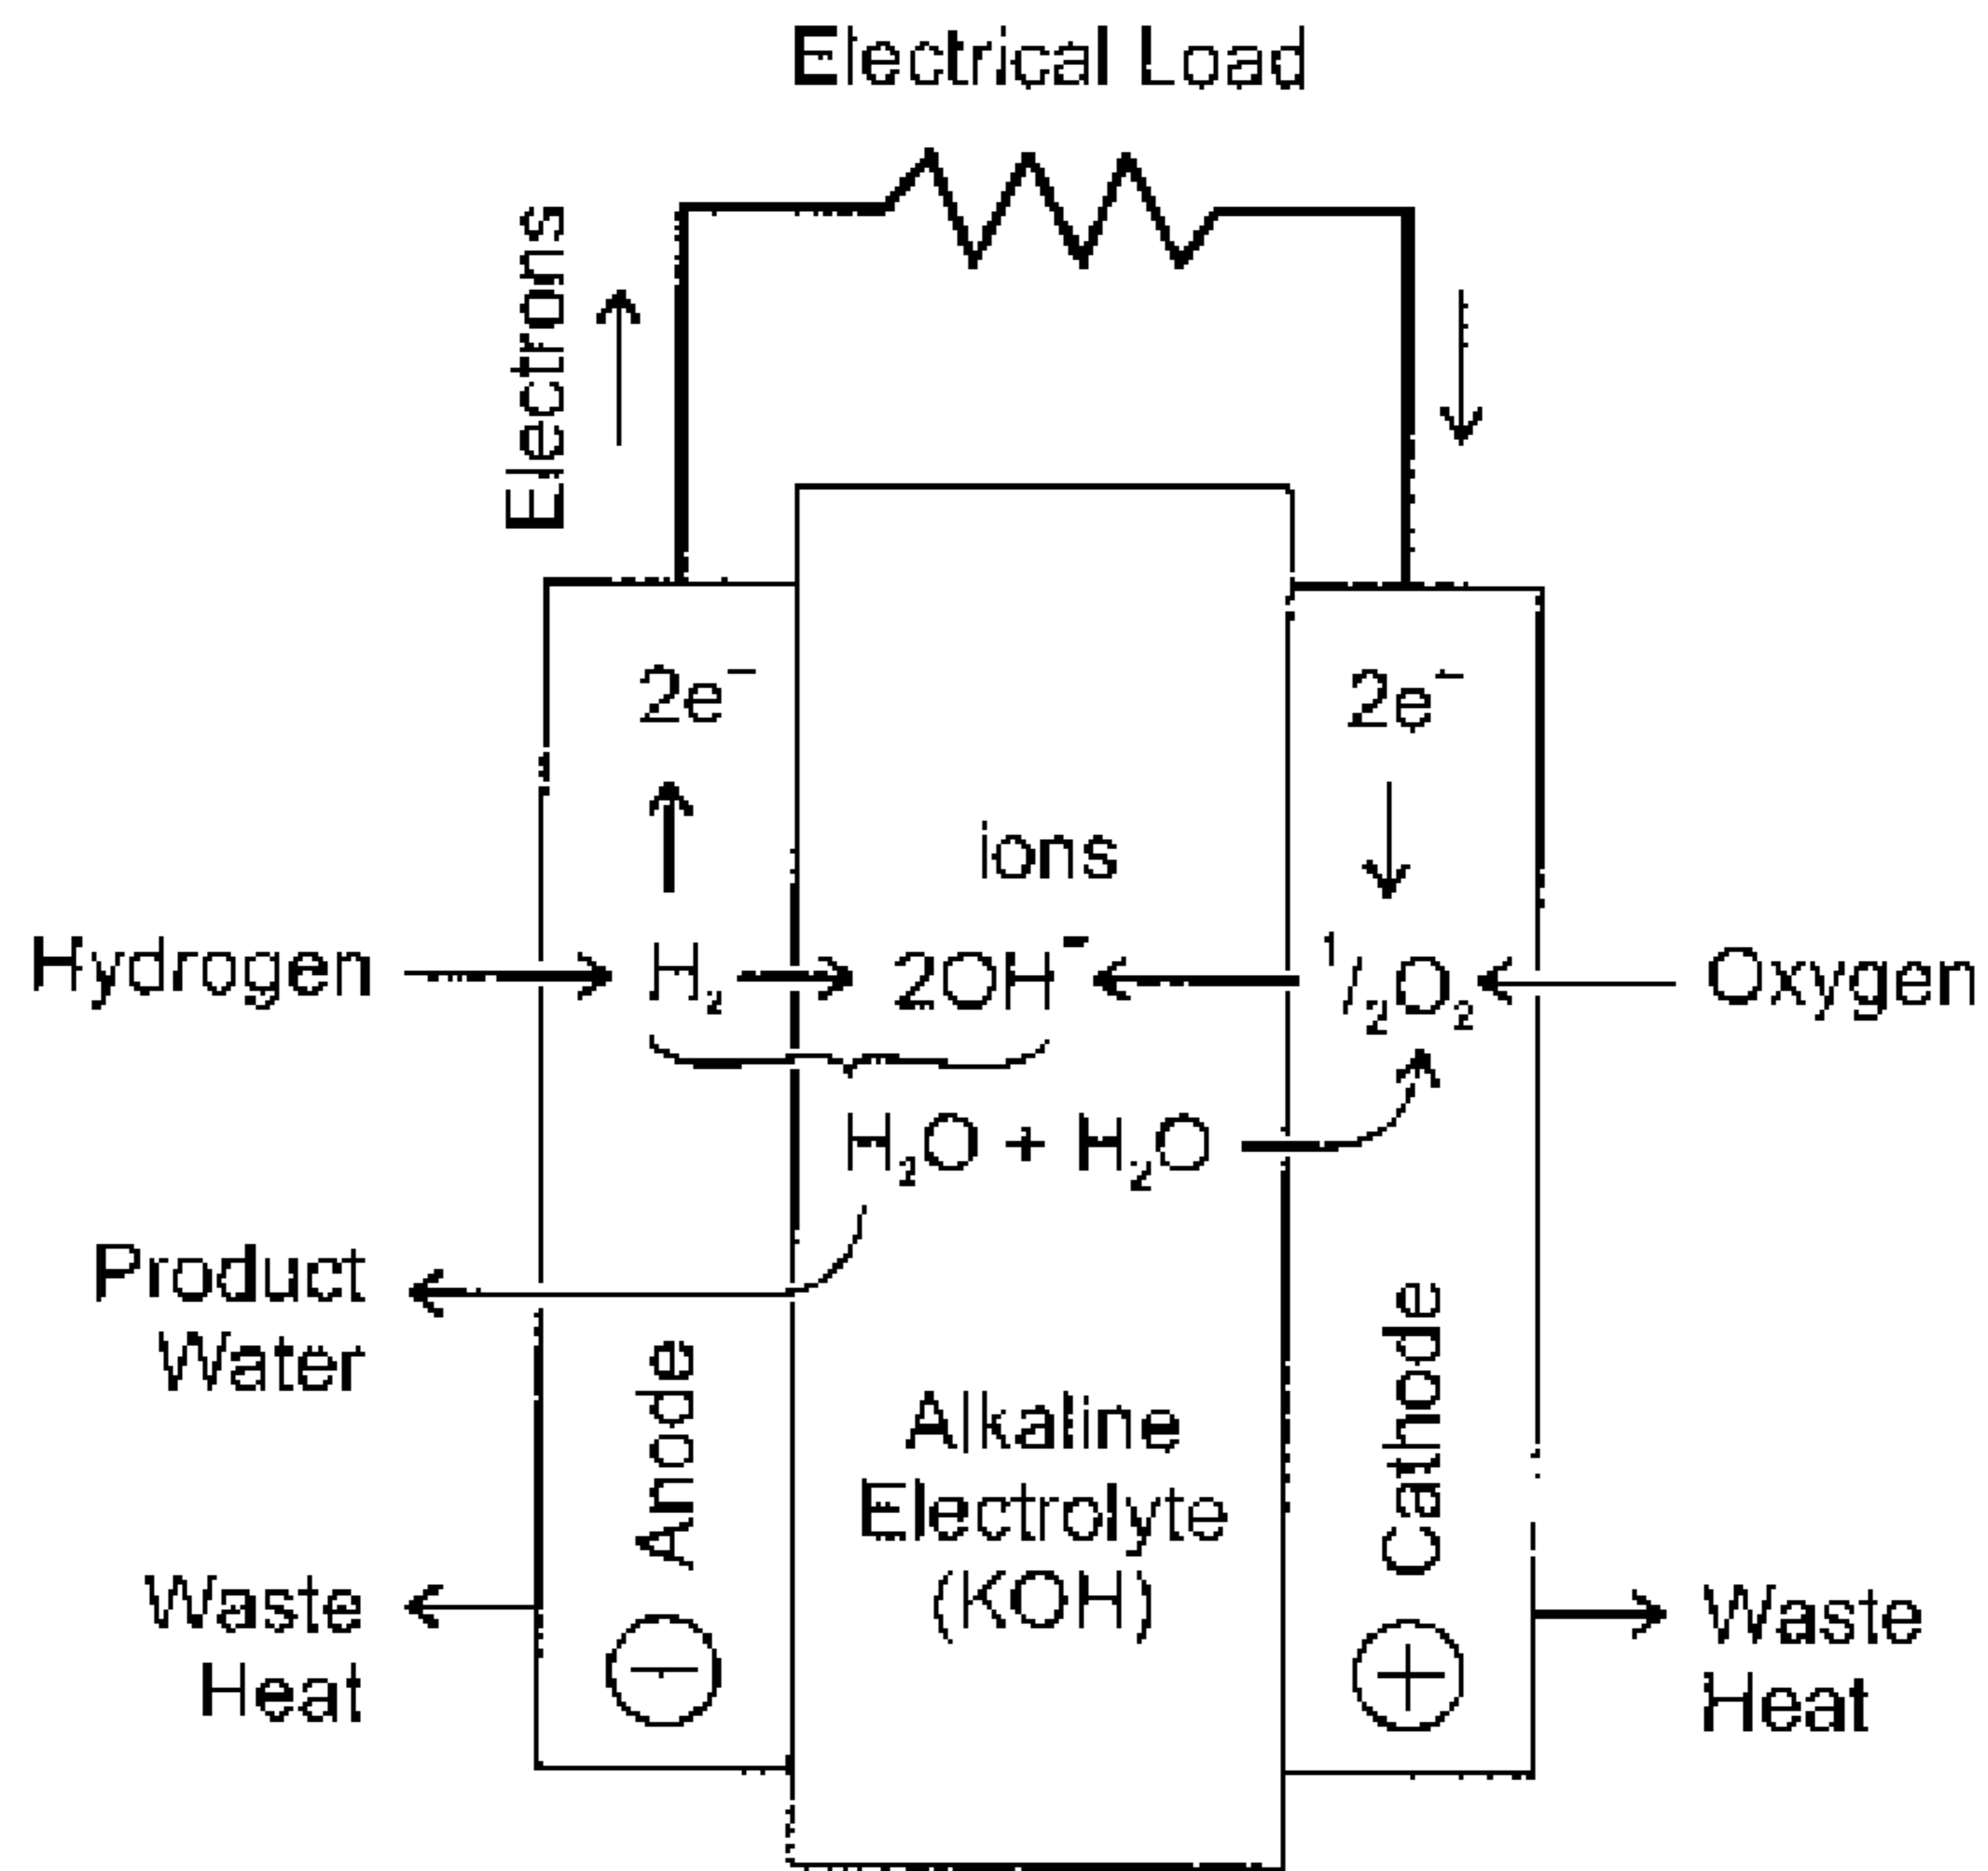 Electrical Load
Electrons
2e⁻
2e⁻
ions
Hydrogen
H₂
2OH⁻
¹/₂O₂
Oxygen
H₂O + H₂O
Product
Water
Anode
Alkaline
Electrolyte
(KOH)
Cathode
Waste
Heat
Waste
Heat
−
+